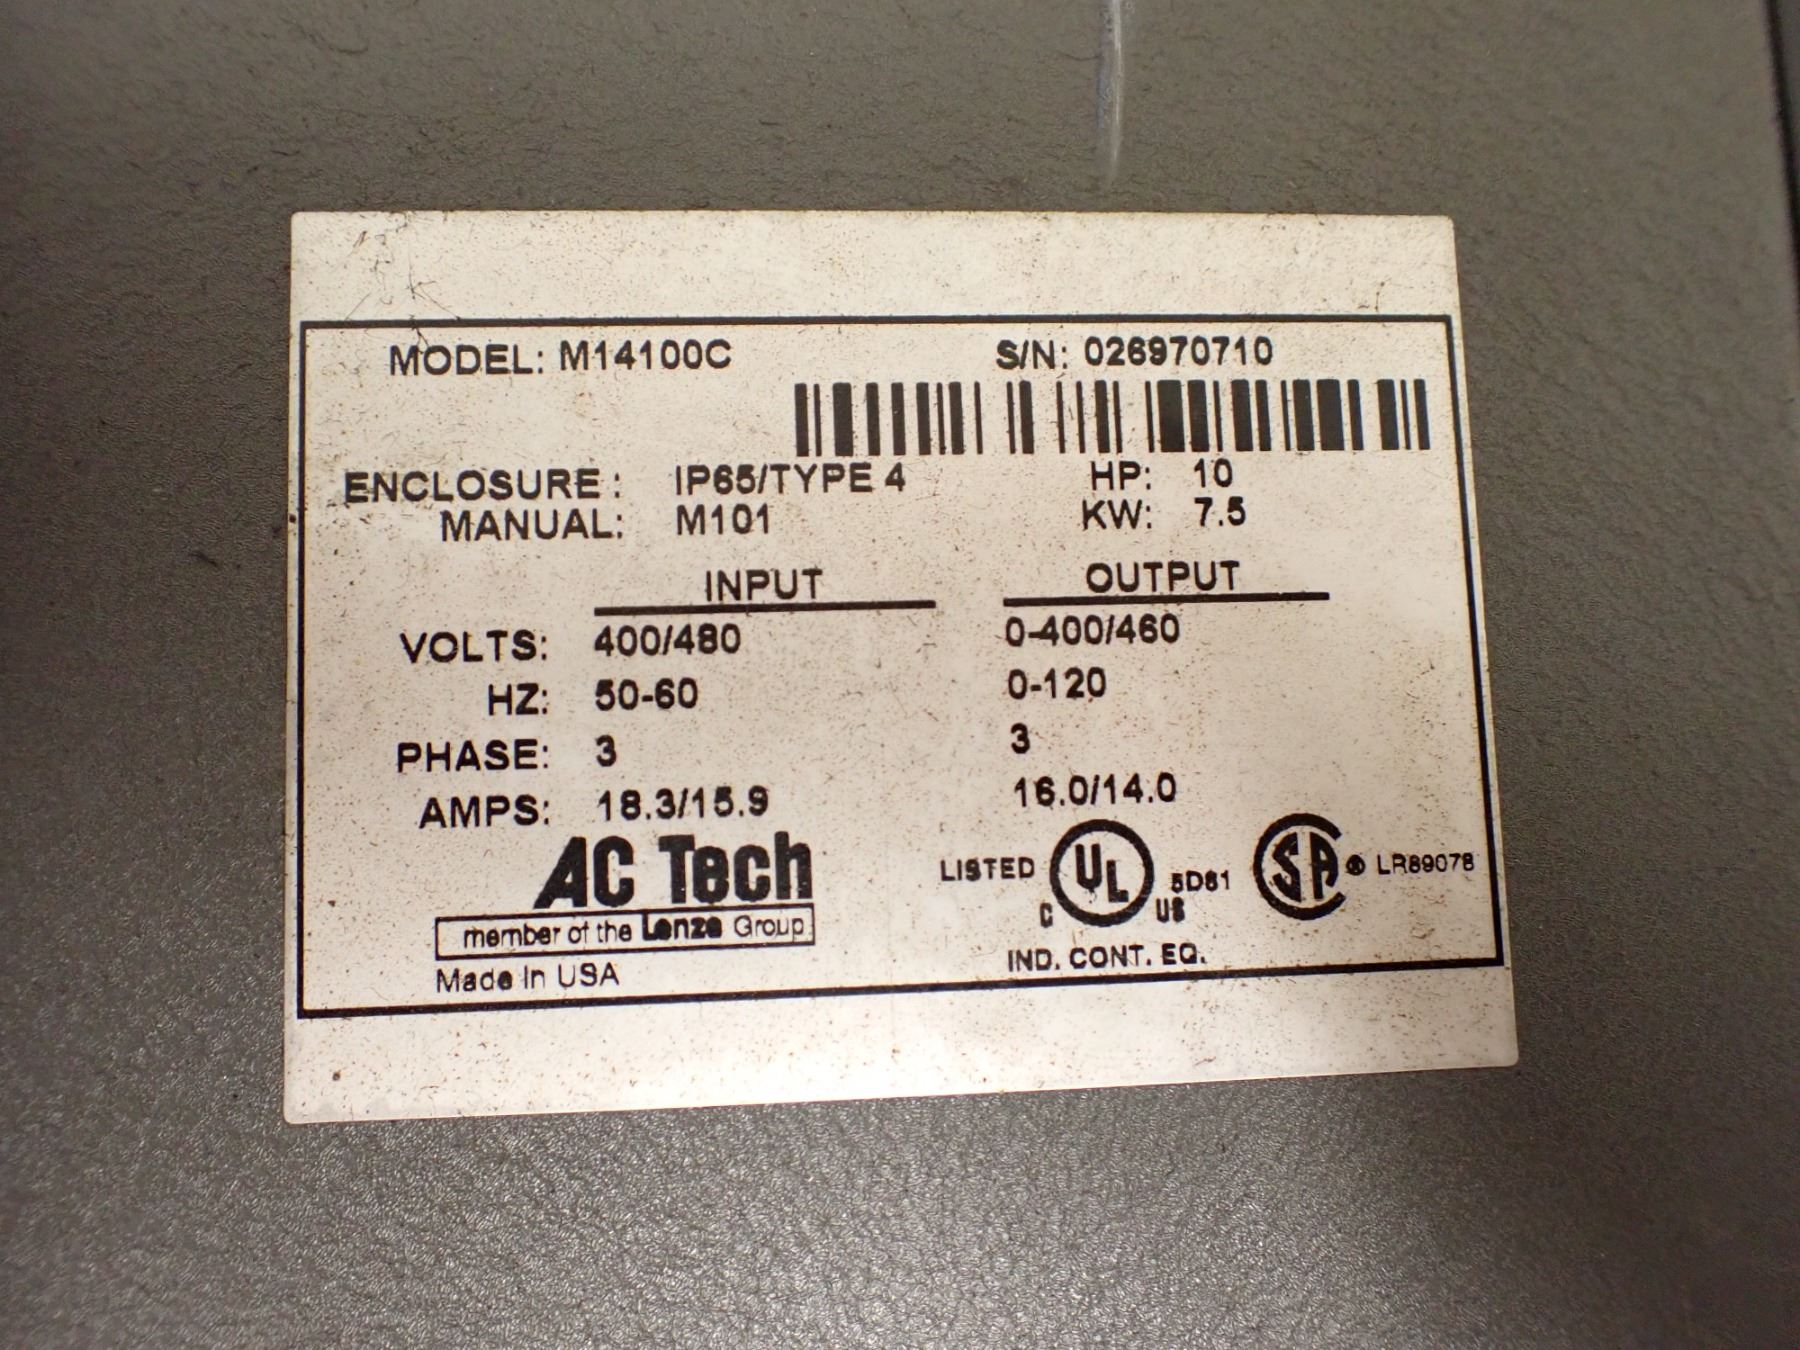 MODEL: M14100C S/N: 026970710
ENCLOSURE: IP65/TYPE 4 HP: 10
MANUAL: M101 KW: 7.5
INPUT OUTPUT
VOLTS: 400/480 0-400/460
HZ: 50-60 0-120
PHASE: 3 3
AMPS: 18.3/15.9 16.0/14.0
AC Tech
member of the Lenze Group
Made in USA
LISTED UL 5D81 SA ® LR89078
C US
IND. CONT. EQ.